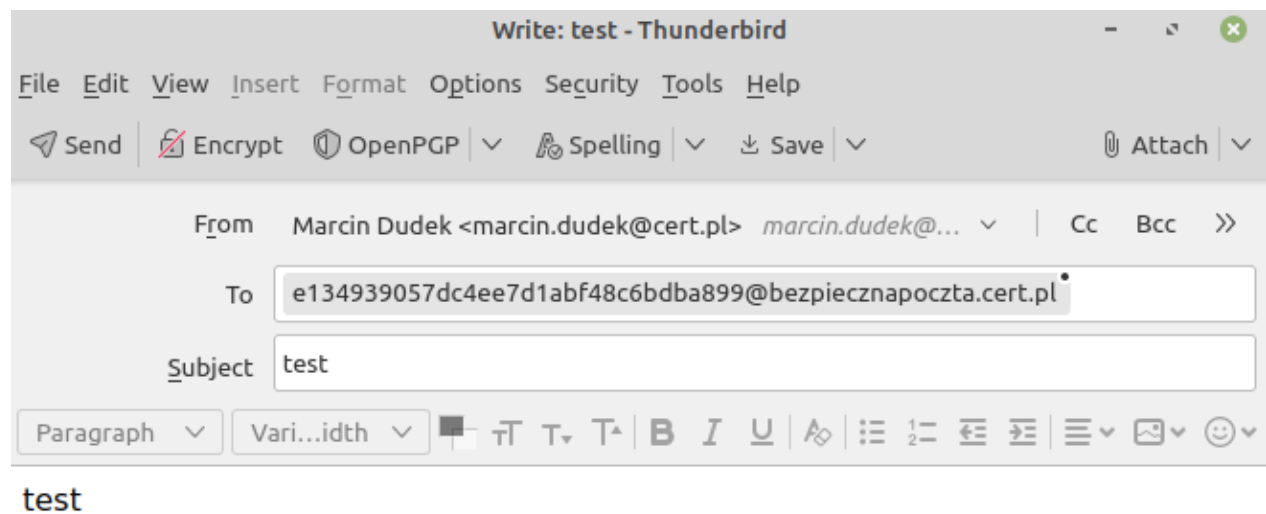 Write: test - Thunderbird
File Edit View Insert Format Options Security Tools Help
Send Encrypt OpenPGP Spelling Save Attach
From Marcin Dudek <marcin.dudek@cert.pl> marcin.dudek@... Cc Bcc
To e134939057dc4ee7d1abf48c6bdba899@bezpiecznapoczta.cert.pl
Subject test
Paragraph Vari...idth
test